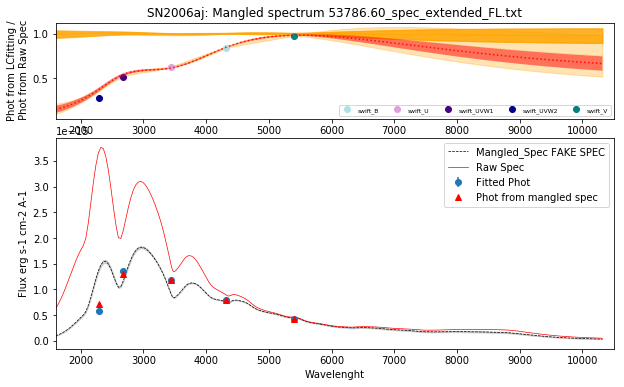 SN2006aj: Mangled spectrum 53786.60_spec_extended_FL.txt
Phot from LCfitting /
Phot from Raw Spec
1.0
0.5
swift_B
swift_U
swift_UVW1
swift_UVW2
swift_V
2000 3000 4000 5000 6000 7000 8000 9000 10000
1e-15
Flux erg s-1 cm-2 A-1
3.5
3.0
2.5
2.0
1.5
1.0
0.5
0.0
Mangled_Spec FAKE SPEC
Raw Spec
Fitted Phot
Phot from mangled spec
2000 3000 4000 5000 6000 7000 8000 9000 10000
Wavelenght